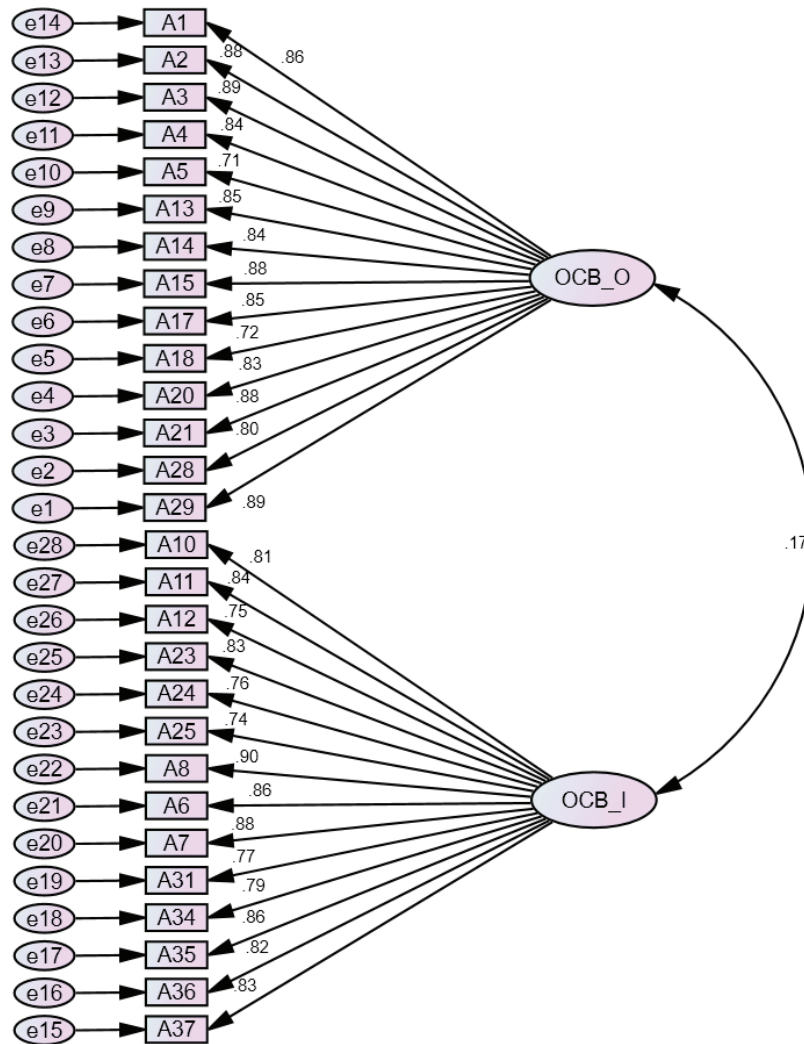 e14 A1 .86
e13 A2 .88
e12 A3 .89
e11 A4 .84
e10 A5 .71
e9 A13 .85
e8 A14 .84
e7 A15 .88 OCB_O
e6 A17 .85
e5 A18 .72
e4 A20 .83
e3 A21 .88
e2 A28 .80
e1 A29 .89
e28 A10 .81 .17
e27 A11 .84
e26 A12 .75
e25 A23 .83
e24 A24 .76
e23 A25 .74
e22 A8 .90
e21 A6 .86 OCB_I
e20 A7 .88
e19 A31 .77
e18 A34 .79
e17 A35 .86
e16 A36 .82
e15 A37 .83